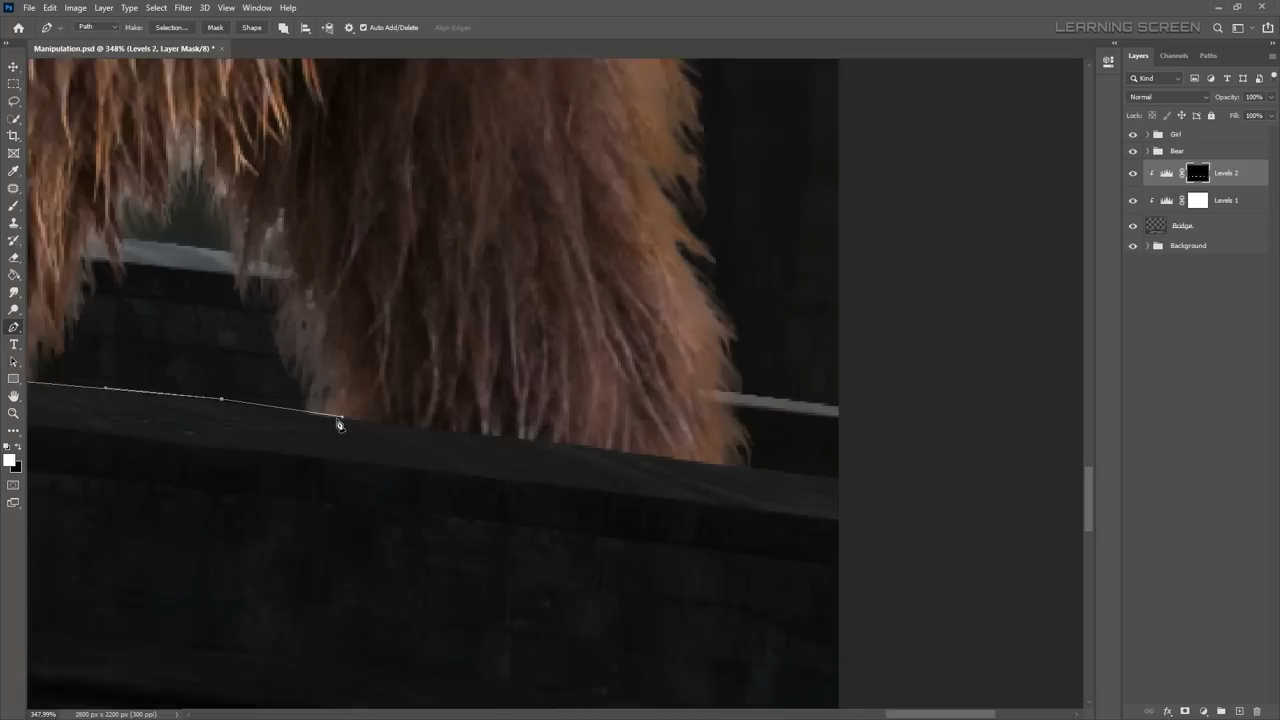 Ps File Edit Image Layer Type Select Filter 3D View Window Help
Path Make: Selection... Mask Shape Auto Add/Delete Align Edges
LEARNING SCREEN
Manipulation.psd @ 348% (Levels 2, Layer Mask/8) * ×
Layers Channels Paths
Kind
Normal Opacity: 100%
Lock: Fill: 100%
Girl
Bear
Levels 2
Levels 1
Bridge
Background
347.99% 2800 px x 2200 px (300 ppi)